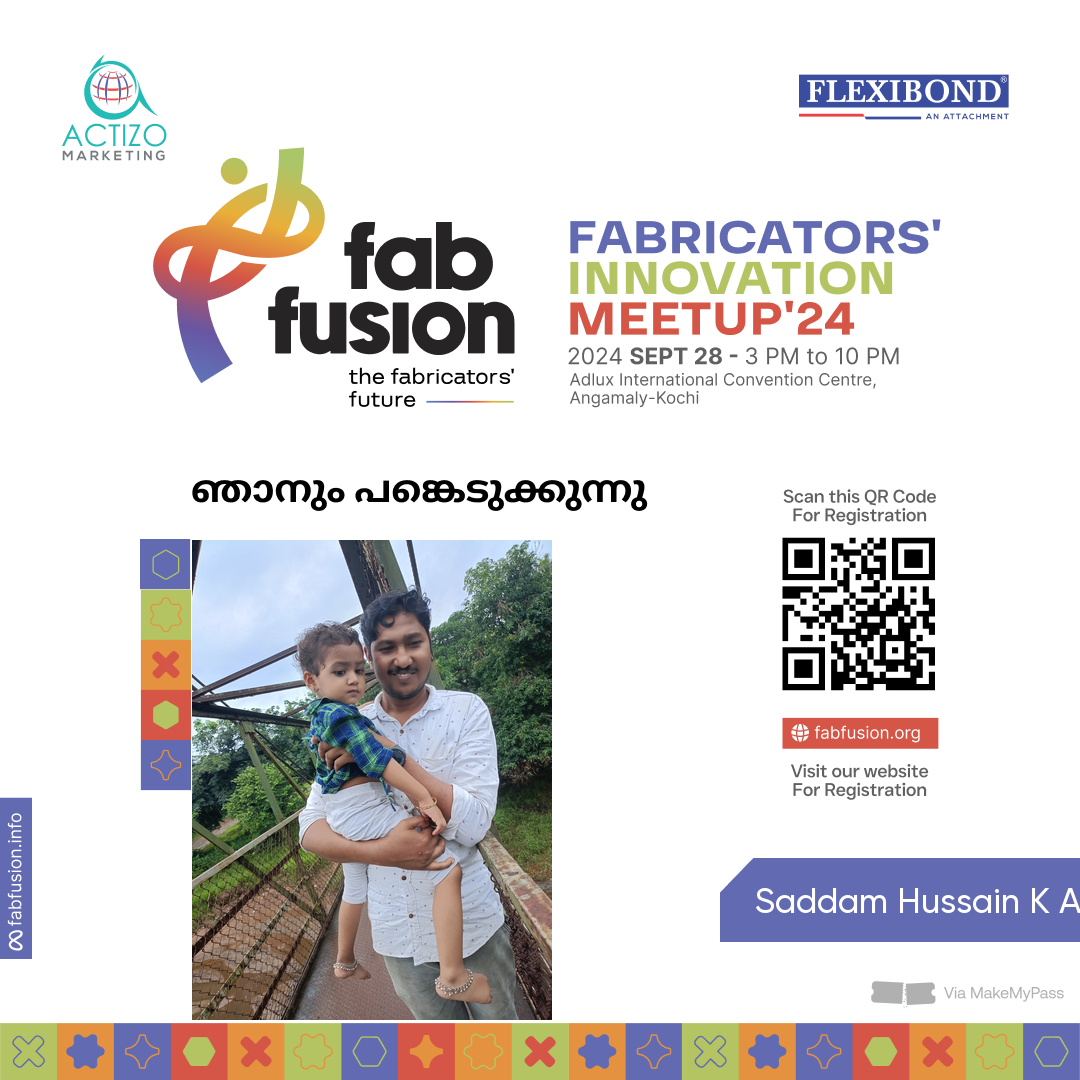 ACTIZO
MARKETING
FLEXIBOND®
AN ATTACHMENT
fab
fusion
the fabricators'
future
FABRICATORS'
INNOVATION
MEETUP'24
2024 SEPT 28 - 3 PM to 10 PM
Adlux International Convention Centre,
Angamaly-Kochi
ഞാനും പങ്കെടുക്കുന്നു
Scan this QR Code
For Registration
fabfusion.org
Visit our website
For Registration
fabfusion.info
Saddam Hussain K A
Via MakeMyPass